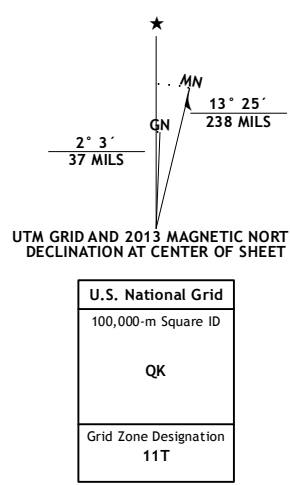 MN
13° 25´
238 MILS
GN
2° 3´
37 MILS
UTM GRID AND 2013 MAGNETIC NORT
DECLINATION AT CENTER OF SHEET
U.S. National Grid
100,000-m Square ID
QK
Grid Zone Designation
11T